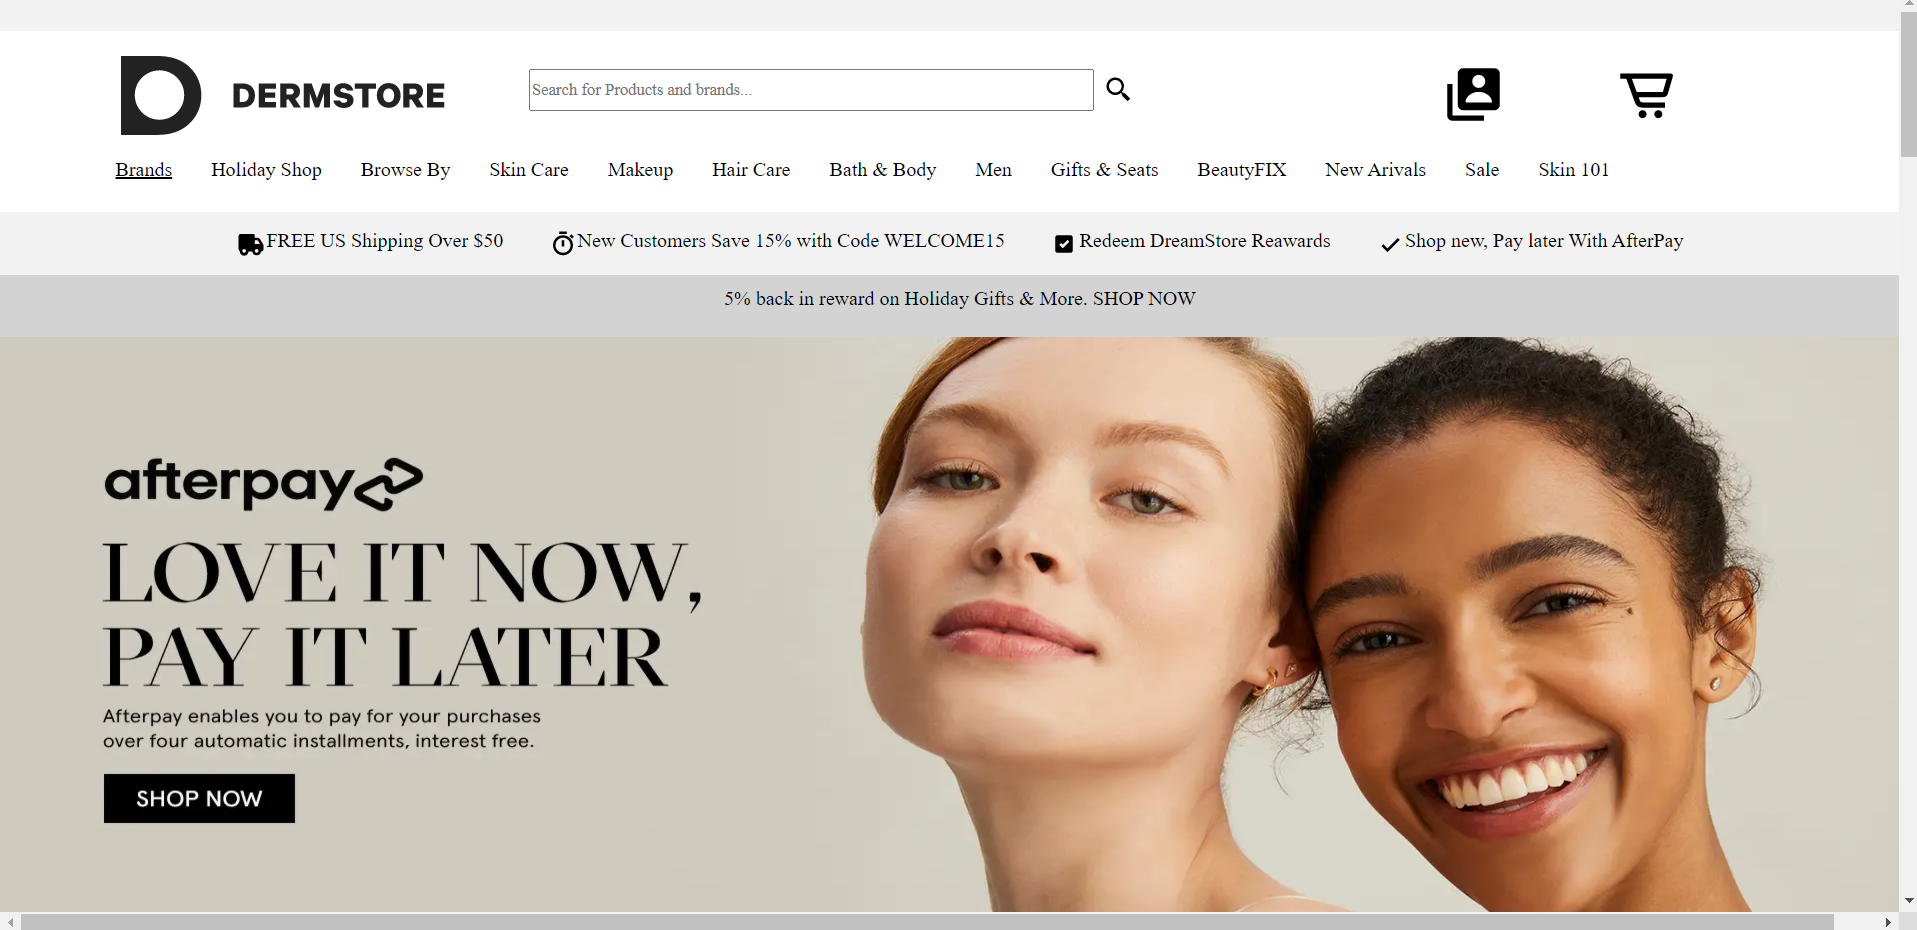 DERMSTORE
Search for Products and brands...
Brands Holiday Shop Browse By Skin Care Makeup Hair Care Bath & Body Men Gifts & Seats BeautyFIX New Arivals Sale Skin 101
FREE US Shipping Over $50 New Customers Save 15% with Code WELCOME15 Redeem DreamStore Reawards Shop new, Pay later With AfterPay
5% back in reward on Holiday Gifts & More. SHOP NOW
afterpay
LOVE IT NOW,
PAY IT LATER
Afterpay enables you to pay for your purchases
over four automatic installments, interest free.
SHOP NOW